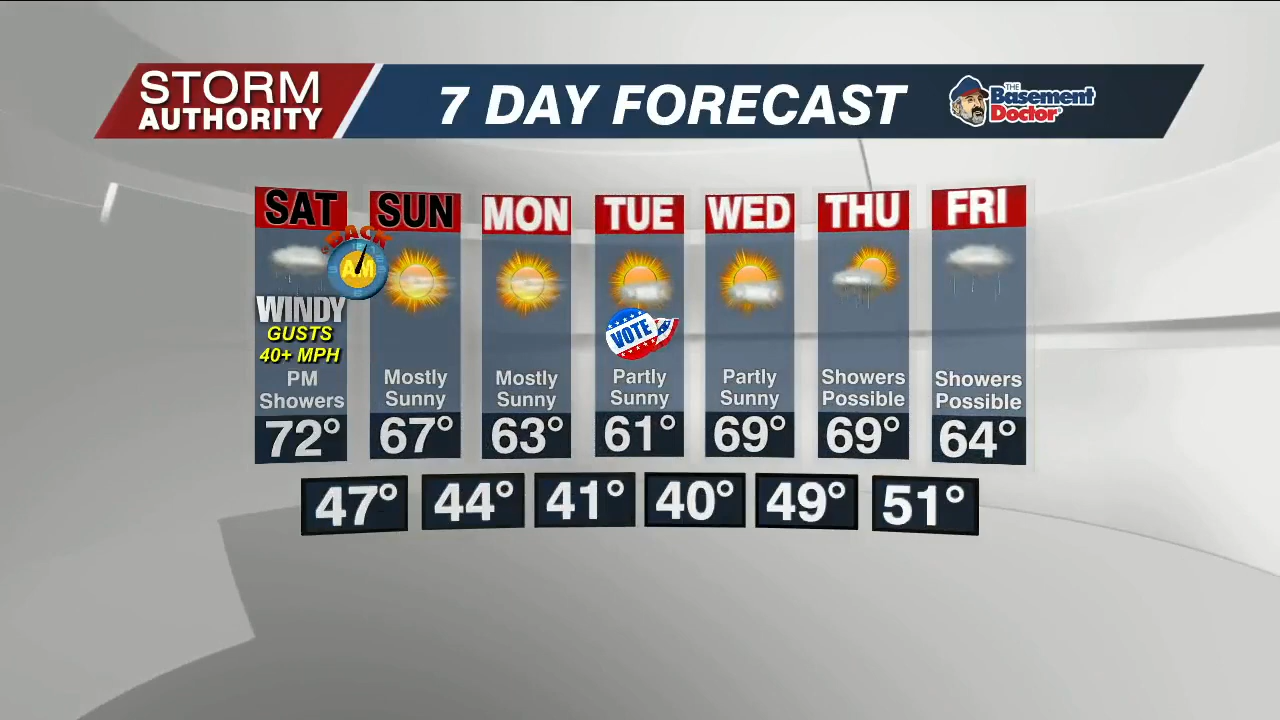 STORM
AUTHORITY
7 DAY FORECAST
THE
Basement
Doctor
SAT
SUN
MON
TUE
WED
THU
FRI
BACK
AM
WINDY
GUSTS
40+ MPH
VOTE
PM
Showers
Mostly
Sunny
Mostly
Sunny
Partly
Sunny
Partly
Sunny
Showers
Possible
Showers
Possible
72°
67°
63°
61°
69°
69°
64°
47°
44°
41°
40°
49°
51°